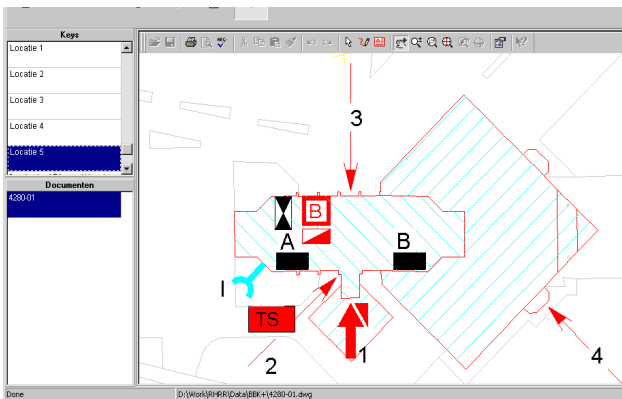 Keys
Locatie 1
Locatie 2
Locatie 3
Locatie 4
Locatie 5
Documenten
4280-01
3
B
A
B
I
TS
1
2
4
Done
D:\Work\RHRR\Data\BBK+\4280-01.dwg